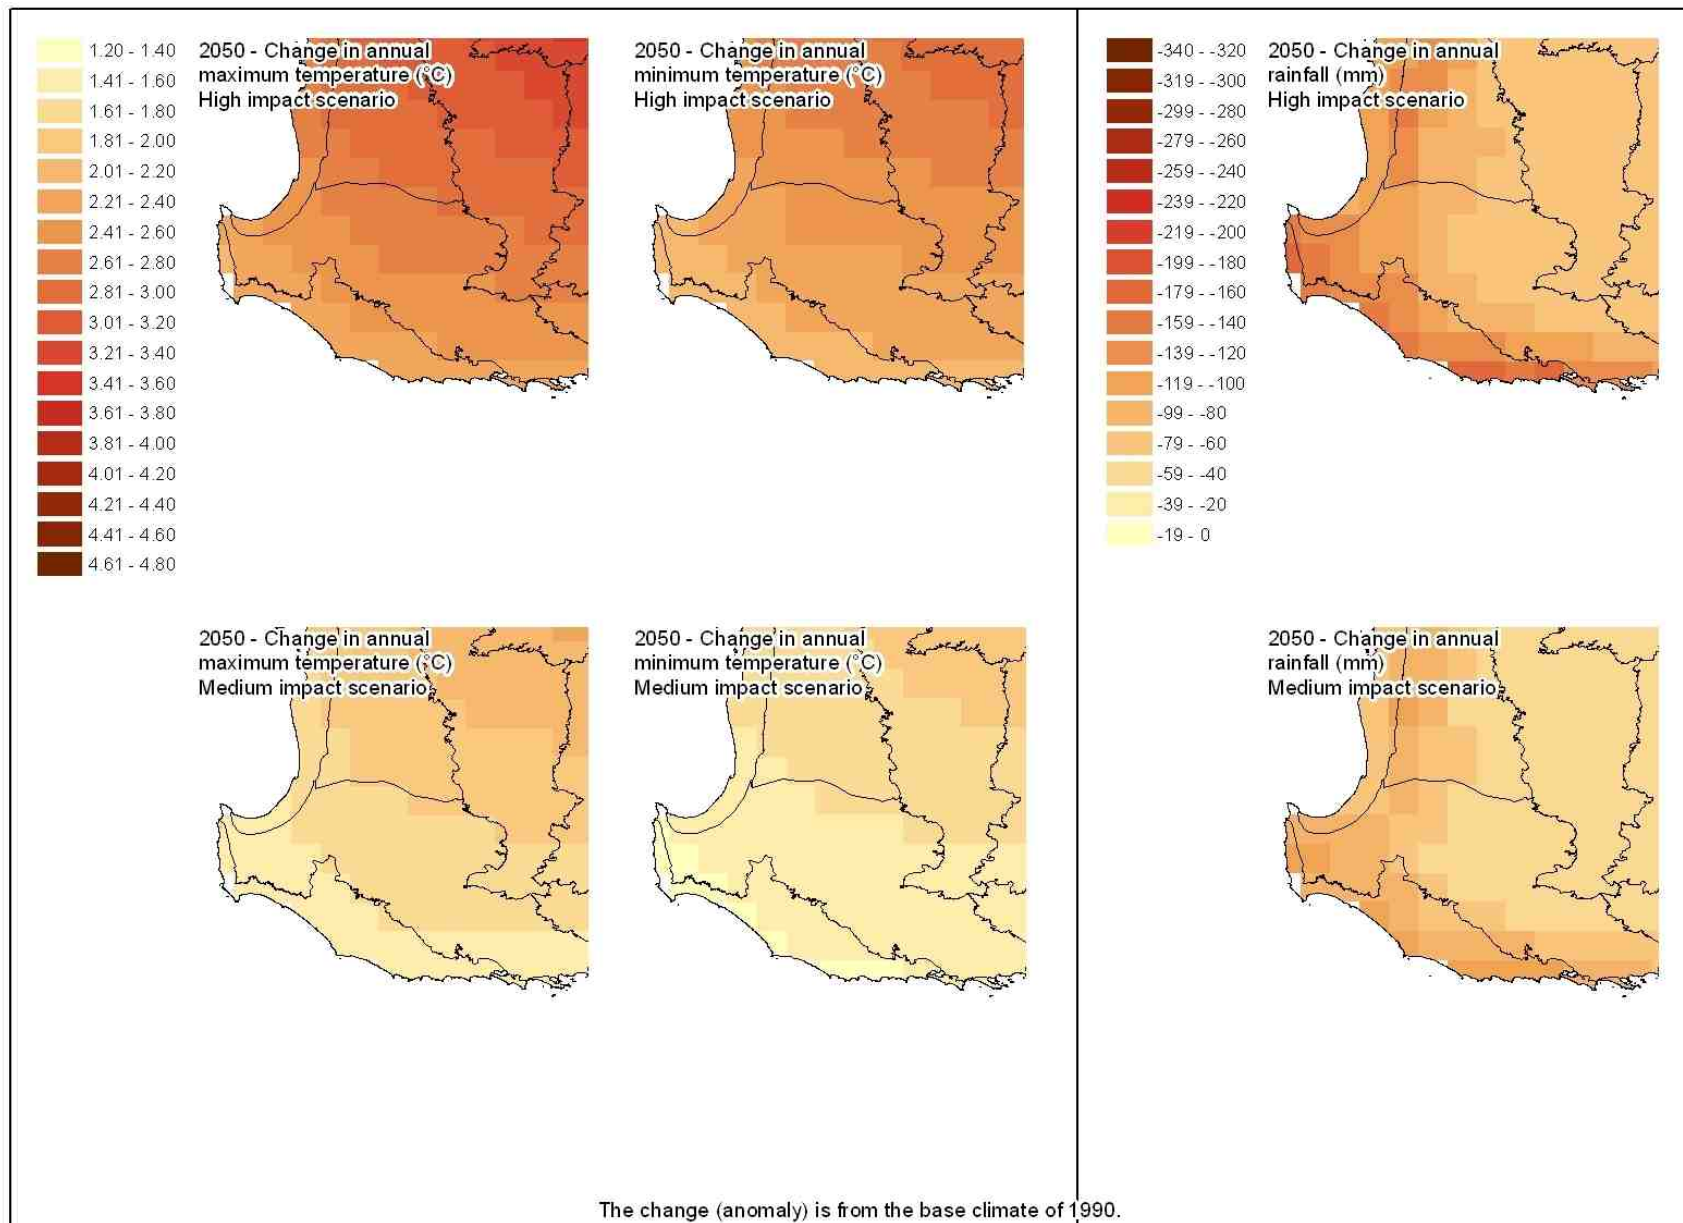 1.20 - 1.40
1.41 - 1.60
1.61 - 1.80
1.81 - 2.00
2.01 - 2.20
2.21 - 2.40
2.41 - 2.60
2.61 - 2.80
2.81 - 3.00
3.01 - 3.20
3.21 - 3.40
3.41 - 3.60
3.61 - 3.80
3.81 - 4.00
4.01 - 4.20
4.21 - 4.40
4.41 - 4.60
4.61 - 4.80
2050 - Change in annual
maximum temperature (°C)
High impact scenario
2050 - Change in annual
minimum temperature (°C)
High impact scenario
-340 - -320
-319 - -300
-299 - -280
-279 - -260
-259 - -240
-239 - -220
-219 - -200
-199 - -180
-179 - -160
-159 - -140
-139 - -120
-119 - -100
-99 - -80
-79 - -60
-59 - -40
-39 - -20
-19 - 0
2050 - Change in annual
rainfall (mm)
High impact scenario
2050 - Change in annual
maximum temperature (°C)
Medium impact scenario
2050 - Change in annual
minimum temperature (°C)
Medium impact scenario
2050 - Change in annual
rainfall (mm)
Medium impact scenario
The change (anomaly) is from the base climate of 1990.